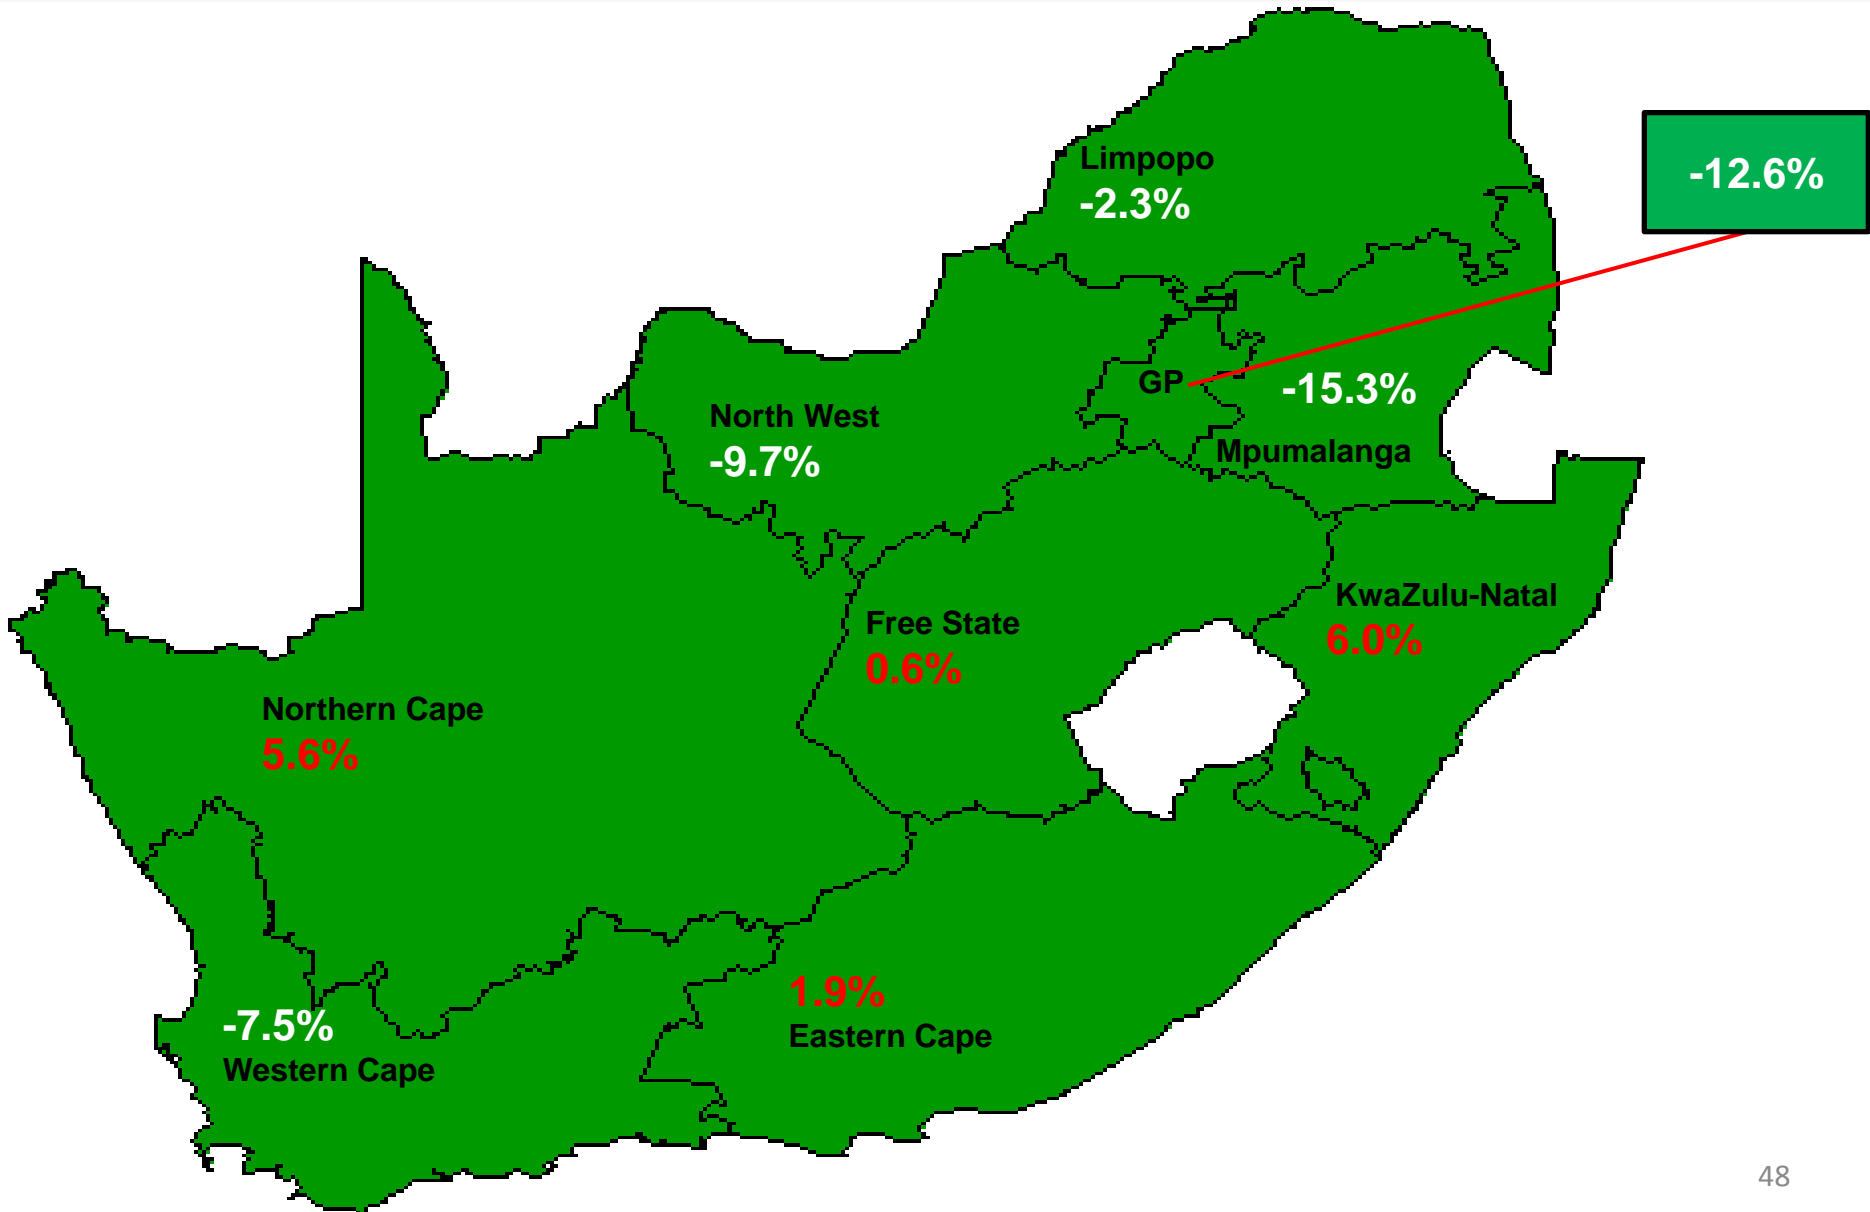 Limpopo
-2.3%
-12.6%
GP
-15.3%
Mpumalanga
North West
-9.7%
KwaZulu-Natal
6.0%
Free State
0.6%
Northern Cape
5.6%
1.9%
Eastern Cape
-7.5%
Western Cape
48